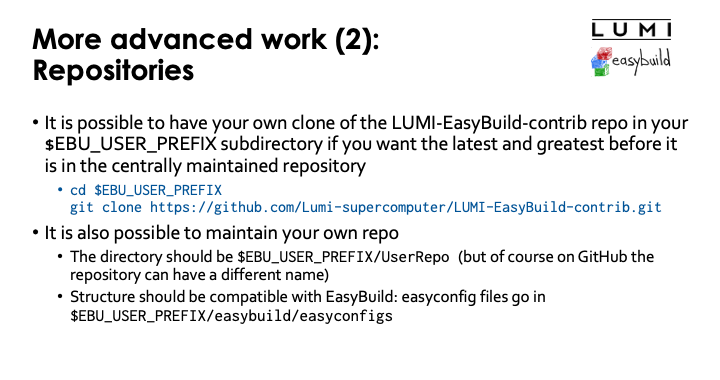 More advanced work (2):
Repositories
LUMI
easybuild
• It is possible to have your own clone of the LUMI-EasyBuild-contrib repo in your
$EBU_USER_PREFIX subdirectory if you want the latest and greatest before it
is in the centrally maintained repository
• cd $EBU_USER_PREFIX
git clone https://github.com/Lumi-supercomputer/LUMI-EasyBuild-contrib.git
• It is also possible to maintain your own repo
• The directory should be $EBU_USER_PREFIX/UserRepo (but of course on GitHub the
repository can have a different name)
• Structure should be compatible with EasyBuild: easyconfig files go in
$EBU_USER_PREFIX/easybuild/easyconfigs